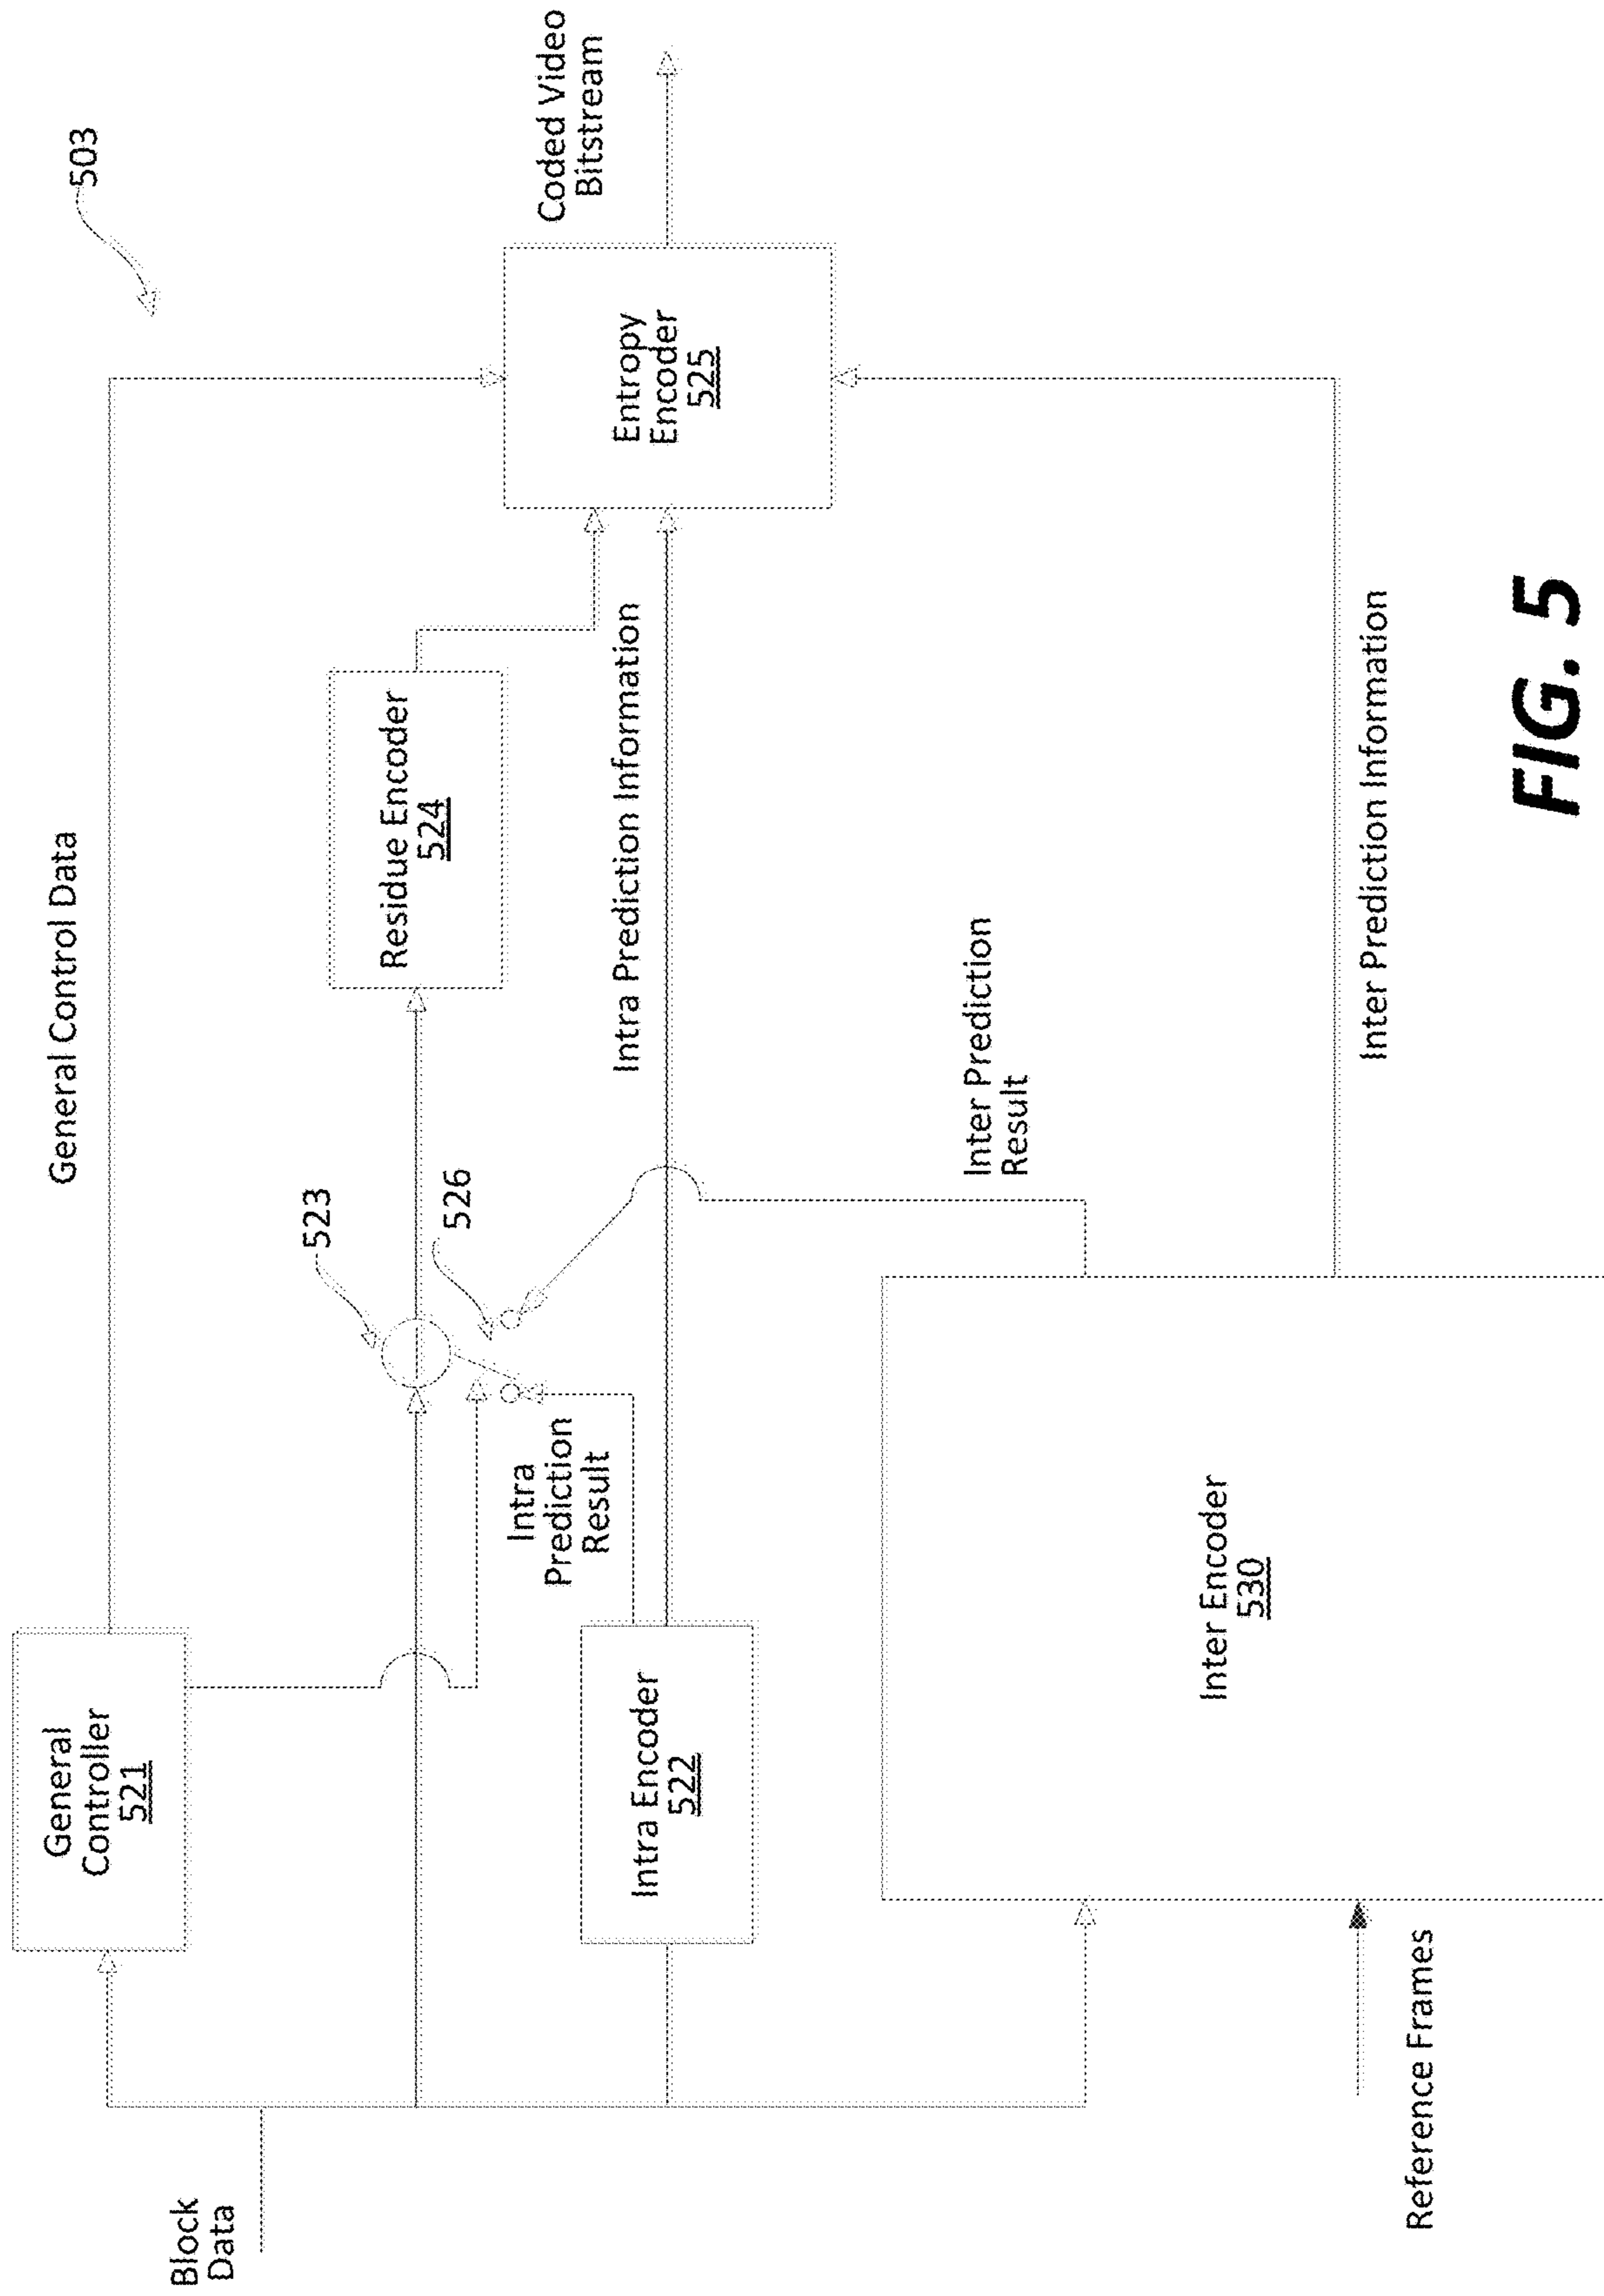 503
General Control Data
General
Controller
521
Block
Data
523
526
Residue Encoder
524
Coded Video
Bitstream
Entropy
Encoder
525
Intra
Prediction
Result
Intra Prediction Information
Intra Encoder
522
Inter Prediction
Result
Inter Encoder
530
Inter Prediction Information
Reference Frames
FIG. 5